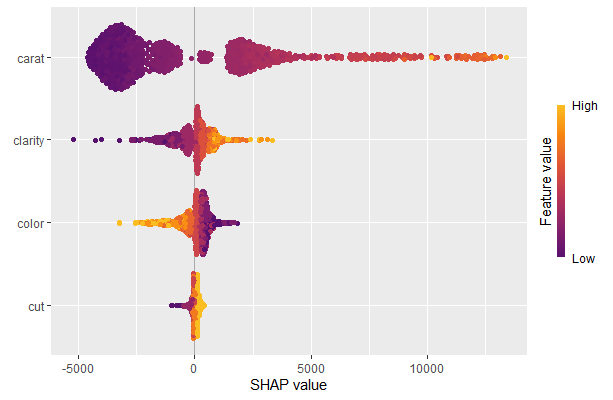 carat
clarity
color
cut
-5000
0
5000
10000
SHAP value
High
Feature value
Low